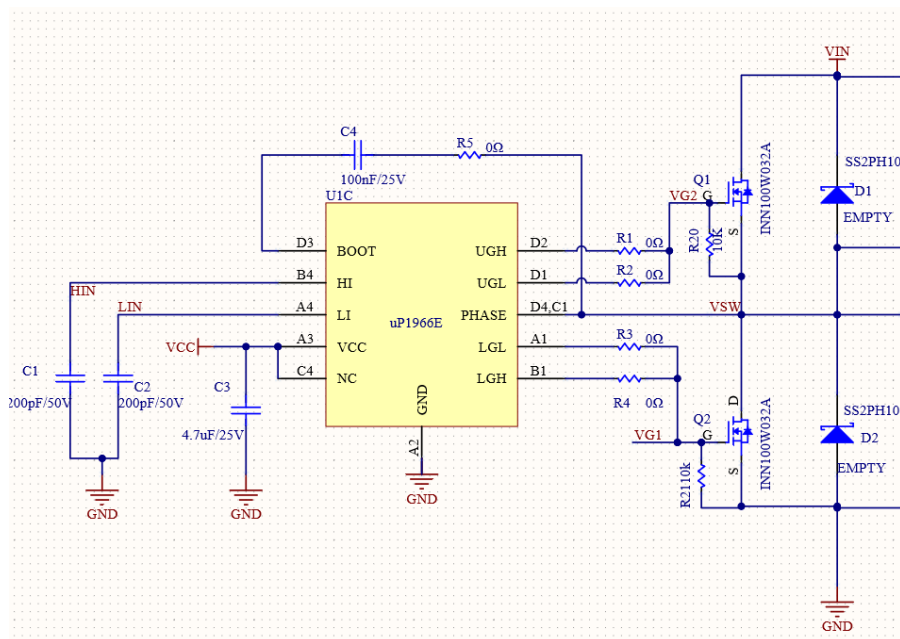 VIN
C4
R5 0Ω
100nF/25V
U1C
SS2PH10
D1
EMPTY
Q1
VG2 G
INN100W032A
R20
10K
S
D3 BOOT
UGH D2
R1 0Ω
B4 HI
UGL D1
R2 0Ω
HIN
LIN
A4 LI
PHASE D4,C1
VSW
uP1966E
VCC
A3 VCC
LGL A1
R3 0Ω
C4 NC
LGH B1
R4 0Ω
C1
200pF/50V
C2
200pF/50V
C3
4.7uF/25V
GND
A2
D
Q2
VG1 G
INN100W032A
R2110k
S
SS2PH10
D2
EMPTY
GND
GND
GND
GND